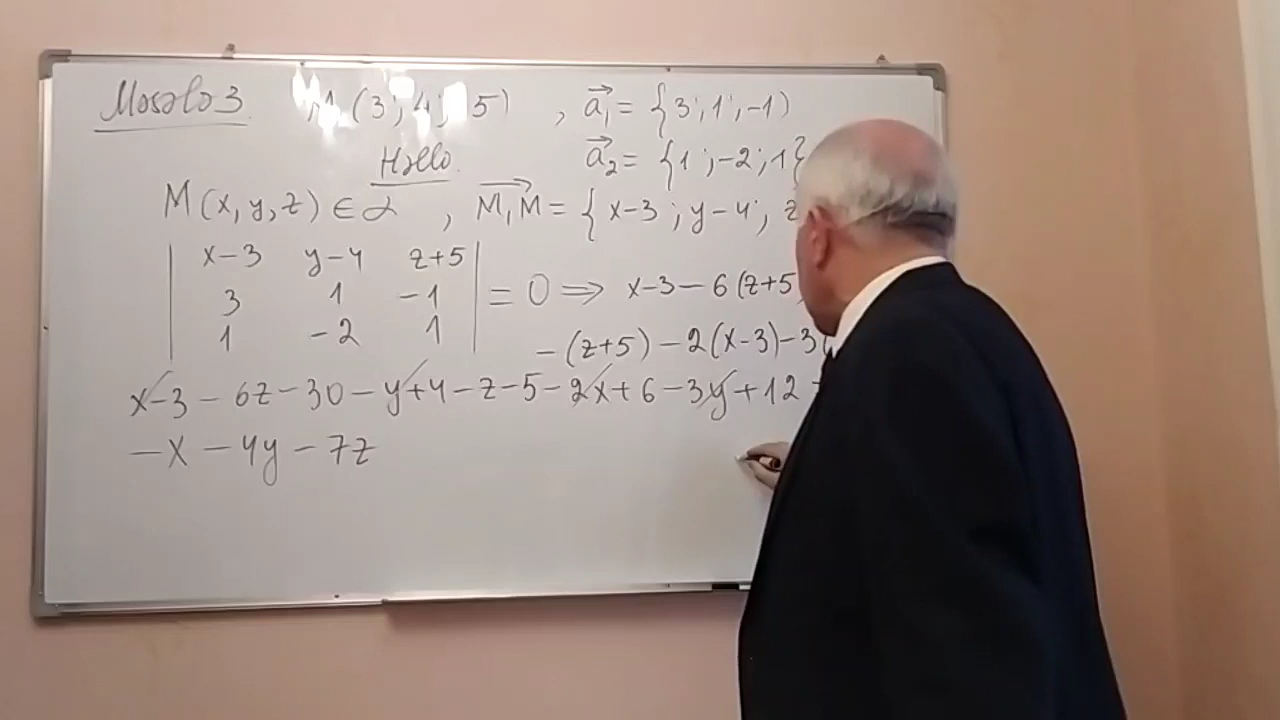 Masala 3 M₁(3; 4; 5) , a⃗₁ = {3; 1; -1}
Hallo. a⃗₂ = {1; -2; 1}
M(x, y, z) ∈ α , M₁M = { x-3; y-4; z
| x-3 y-4 z+5 |
| 3 1 -1 | = 0 ⇒ x-3-6(z+5
| 1 -2 1 |
-(z+5) -2(x-3)-3(
x-3-6z-30-y+4-z-5-2x+6-3y+12
-x-4y-7z